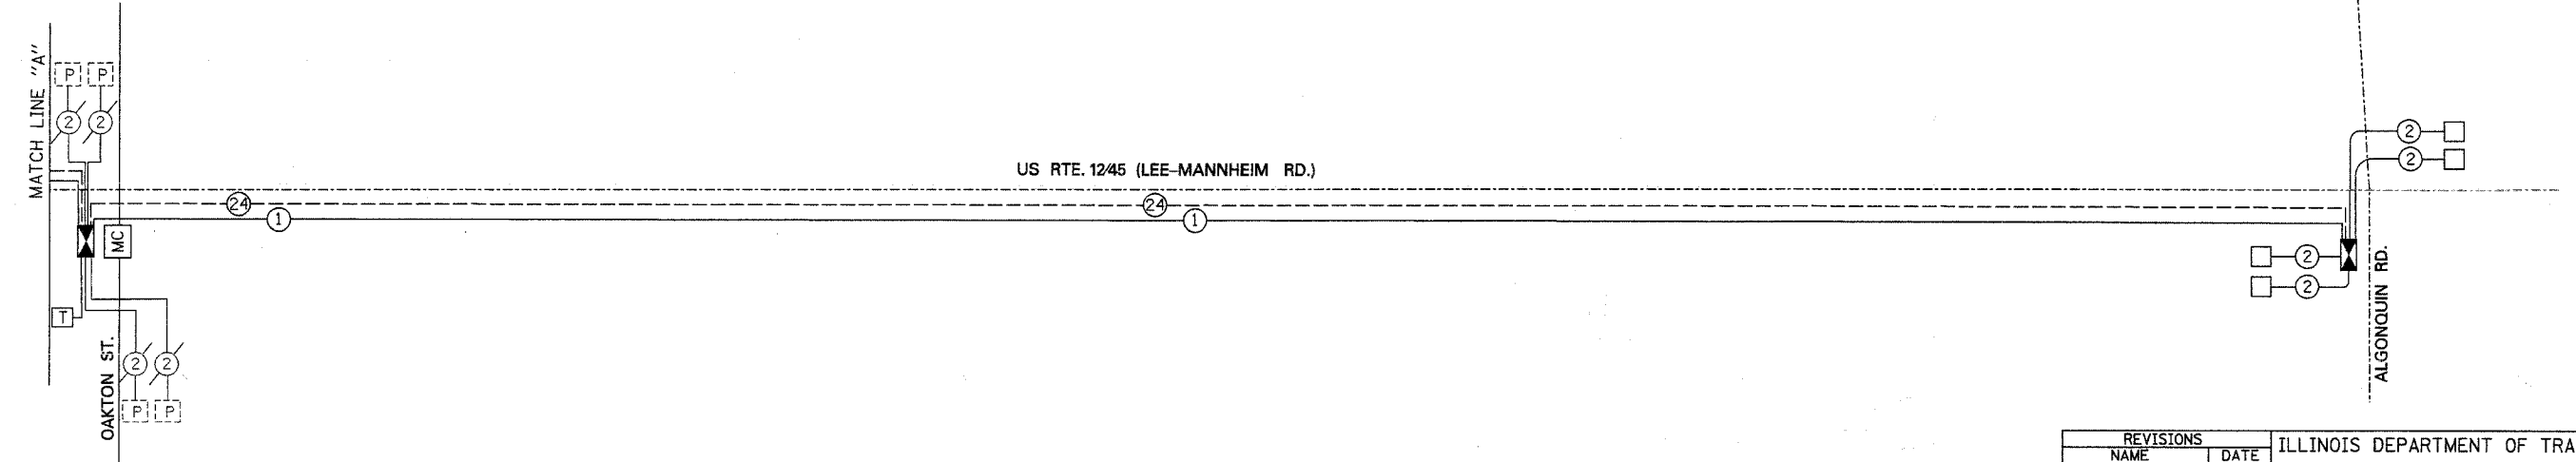 MATCH LINE "A"
P P
2 2
US RTE. 12/45 (LEE-MANNHEIM RD.)
24 24
1 1
MC
T
OAKTON ST.
2 2
P P
2
2
2
2
ALGONQUIN RD.
REVISIONS
NAME DATE
ILLINOIS DEPARTMENT OF TRA